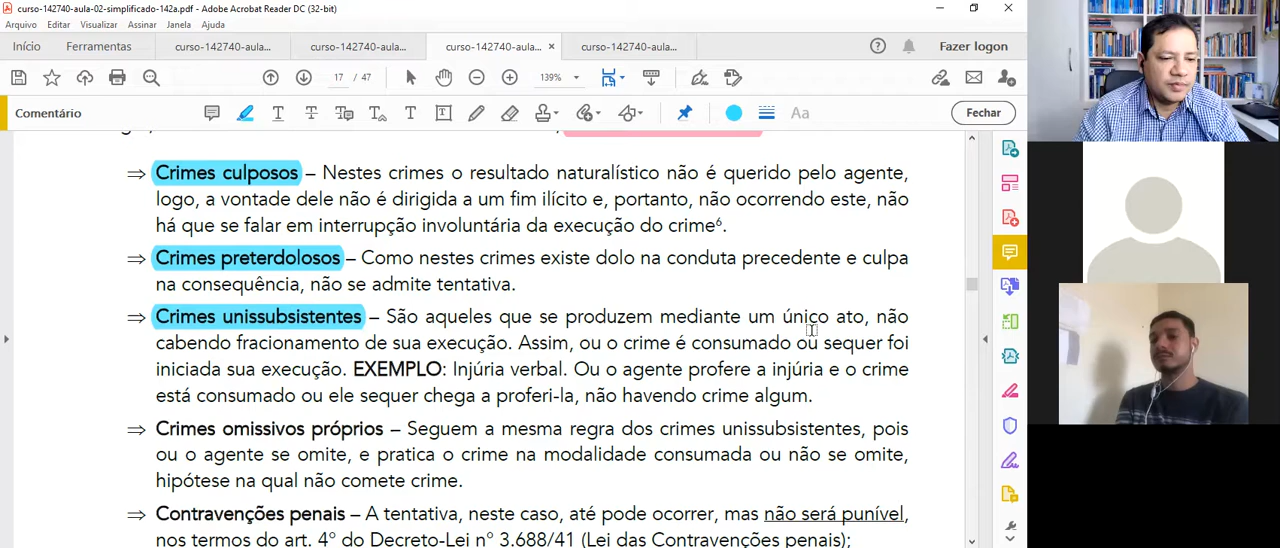 curso-142740-aula-02-simplificado-142a.pdf - Adobe Acrobat Reader DC (32-bit)
Arquivo Editar Visualizar Assinar Janela Ajuda
Início Ferramentas curso-142740-aula... curso-142740-aula... curso-142740-aula... × curso-142740-aula... Fazer logon
17 / 47 139%
Comentário Aa Fechar
⇒ Crimes culposos – Nestes crimes o resultado naturalístico não é querido pelo agente,
logo, a vontade dele não é dirigida a um fim ilícito e, portanto, não ocorrendo este, não
há que se falar em interrupção involuntária da execução do crime⁶.
⇒ Crimes preterdolosos – Como nestes crimes existe dolo na conduta precedente e culpa
na consequência, não se admite tentativa.
⇒ Crimes unissubsistentes – São aqueles que se produzem mediante um único ato, não
cabendo fracionamento de sua execução. Assim, ou o crime é consumado ou sequer foi
iniciada sua execução. EXEMPLO: Injúria verbal. Ou o agente profere a injúria e o crime
está consumado ou ele sequer chega a proferi-la, não havendo crime algum.
⇒ Crimes omissivos próprios – Seguem a mesma regra dos crimes unissubsistentes, pois
ou o agente se omite, e pratica o crime na modalidade consumada ou não se omite,
hipótese na qual não comete crime.
⇒ Contravenções penais – A tentativa, neste caso, até pode ocorrer, mas não será punível,
nos termos do art. 4° do Decreto-Lei n° 3.688/41 (Lei das Contravenções penais);